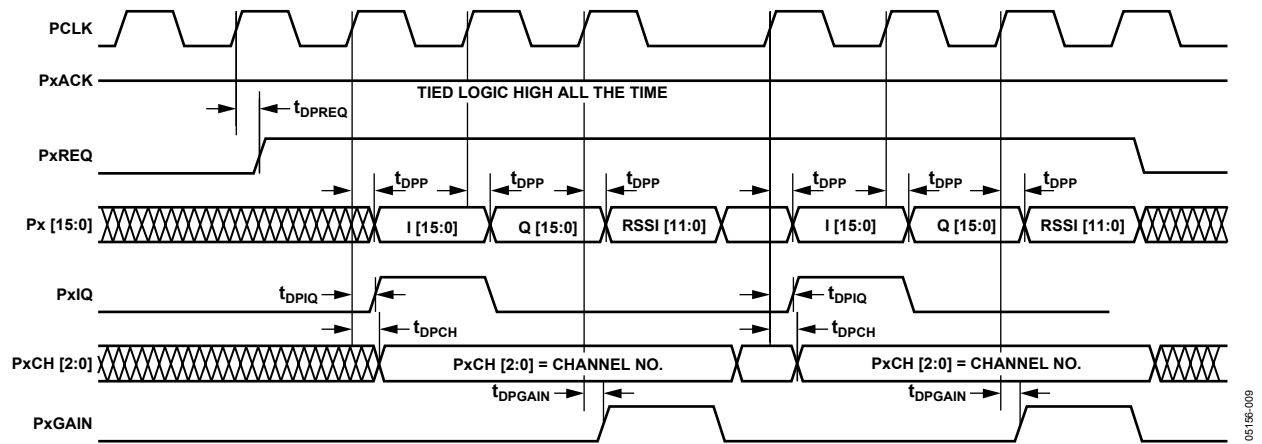 PCLK
PxACK
TIED LOGIC HIGH ALL THE TIME
tDPREQ
PxREQ
tDPP tDPP tDPP tDPP tDPP tDPP
Px [15:0] I [15:0] Q [15:0] RSSI [11:0] I [15:0] Q [15:0] RSSI [11:0]
PxIQ tDPIQ tDPIQ
tDPCH tDPCH
PxCH [2:0] PxCH [2:0] = CHANNEL NO. PxCH [2:0] = CHANNEL NO.
tDPGAIN tDPGAIN
PxGAIN
05156-009